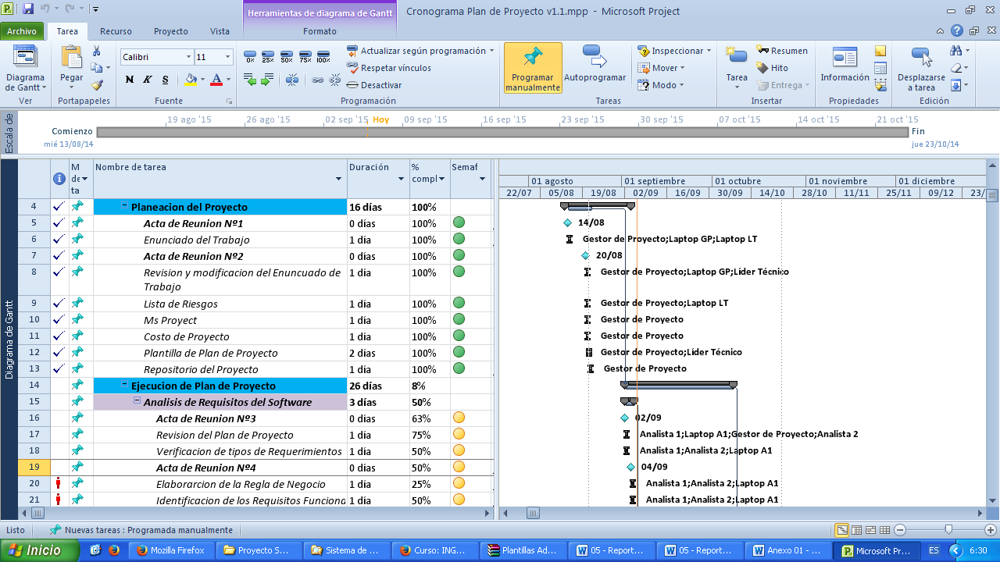 Herramientas de diagrama de Gantt
Cronograma Plan de Proyecto v1.1.mpp - Microsoft Project
Archivo Tarea Recurso Proyecto Vista Formato
Diagrama de Gantt
Ver
Pegar
Portapapeles
Calibri 11
N K S A
Fuente
0% 25% 50% 75% 100%
Actualizar según programación
Respetar vínculos
Desactivar
Programación
Programar manualmente
Autoprogramar
Inspeccionar
Mover
Modo
Tareas
Tarea
Resumen
Hito
Entrega
Insertar
Información
Propiedades
Desplazarse a tarea
Edición
Escala de
19 ago '15 26 ago '15 02 sep '15 Hoy 09 sep '15 16 sep '15 23 sep '15 30 sep '15 07 oct '15 14 oct '15 21 oct '15
Comienzo
mié 13/08/14
Fin
jue 23/10/14
Diagrama de Gantt
M de ta Nombre de tarea Duración % compl Semaf
01 agosto 01 septiembre 01 octubre 01 noviembre 01 diciembre
22/07 05/08 19/08 02/09 16/09 30/09 14/10 28/10 11/11 25/11 09/12 23/
4 Planeacion del Proyecto 16 días 100%
5 Acta de Reunion Nº1 0 días 100% 14/08
6 Enunciado del Trabajo 1 día 100% Gestor de Proyecto;Laptop GP;Laptop LT
7 Acta de Reunion Nº2 0 días 100% 20/08
8 Revision y modificacion del Enuncuado de Trabajo 1 día 100% Gestor de Proyecto;Laptop GP;Líder Técnico
9 Lista de Riesgos 1 día 100% Gestor de Proyecto;Laptop LT
10 Ms Proyect 1 día 100% Gestor de Proyecto
11 Costo de Proyecto 1 día 100% Gestor de Proyecto
12 Plantilla de Plan de Proyecto 2 días 100% Gestor de Proyecto;Líder Técnico
13 Repositorio del Proyecto 1 día 100% Gestor de Proyecto
14 Ejecucion de Plan de Proyecto 26 días 8%
15 Analisis de Requisitos del Software 3 días 50%
16 Acta de Reunion Nº3 0 días 63% 02/09
17 Revision del Plan de Proyecto 1 día 75% Analista 1;Laptop A1;Gestor de Proyecto;Analista 2
18 Verificacion de tipos de Requerimientos 1 día 50% Analista 1;Analista 2;Laptop A1
19 Acta de Reunion Nº4 0 días 50% 04/09
20 Elaborarcion de la Regla de Negocio 1 día 25% Analista 1;Analista 2;Laptop A1
21 Identificacion de los Requisitos Funciona 1 día 50% Analista 1;Analista 2;Laptop A1
Listo Nuevas tareas : Programada manualmente
Inicio Mozilla Firefox Proyecto S... Sistema de ... Curso: ING... Plantillas Ad... 05 - Report... 05 - Report... Anexo 01 - ... Microsoft Pr... ES 6:30